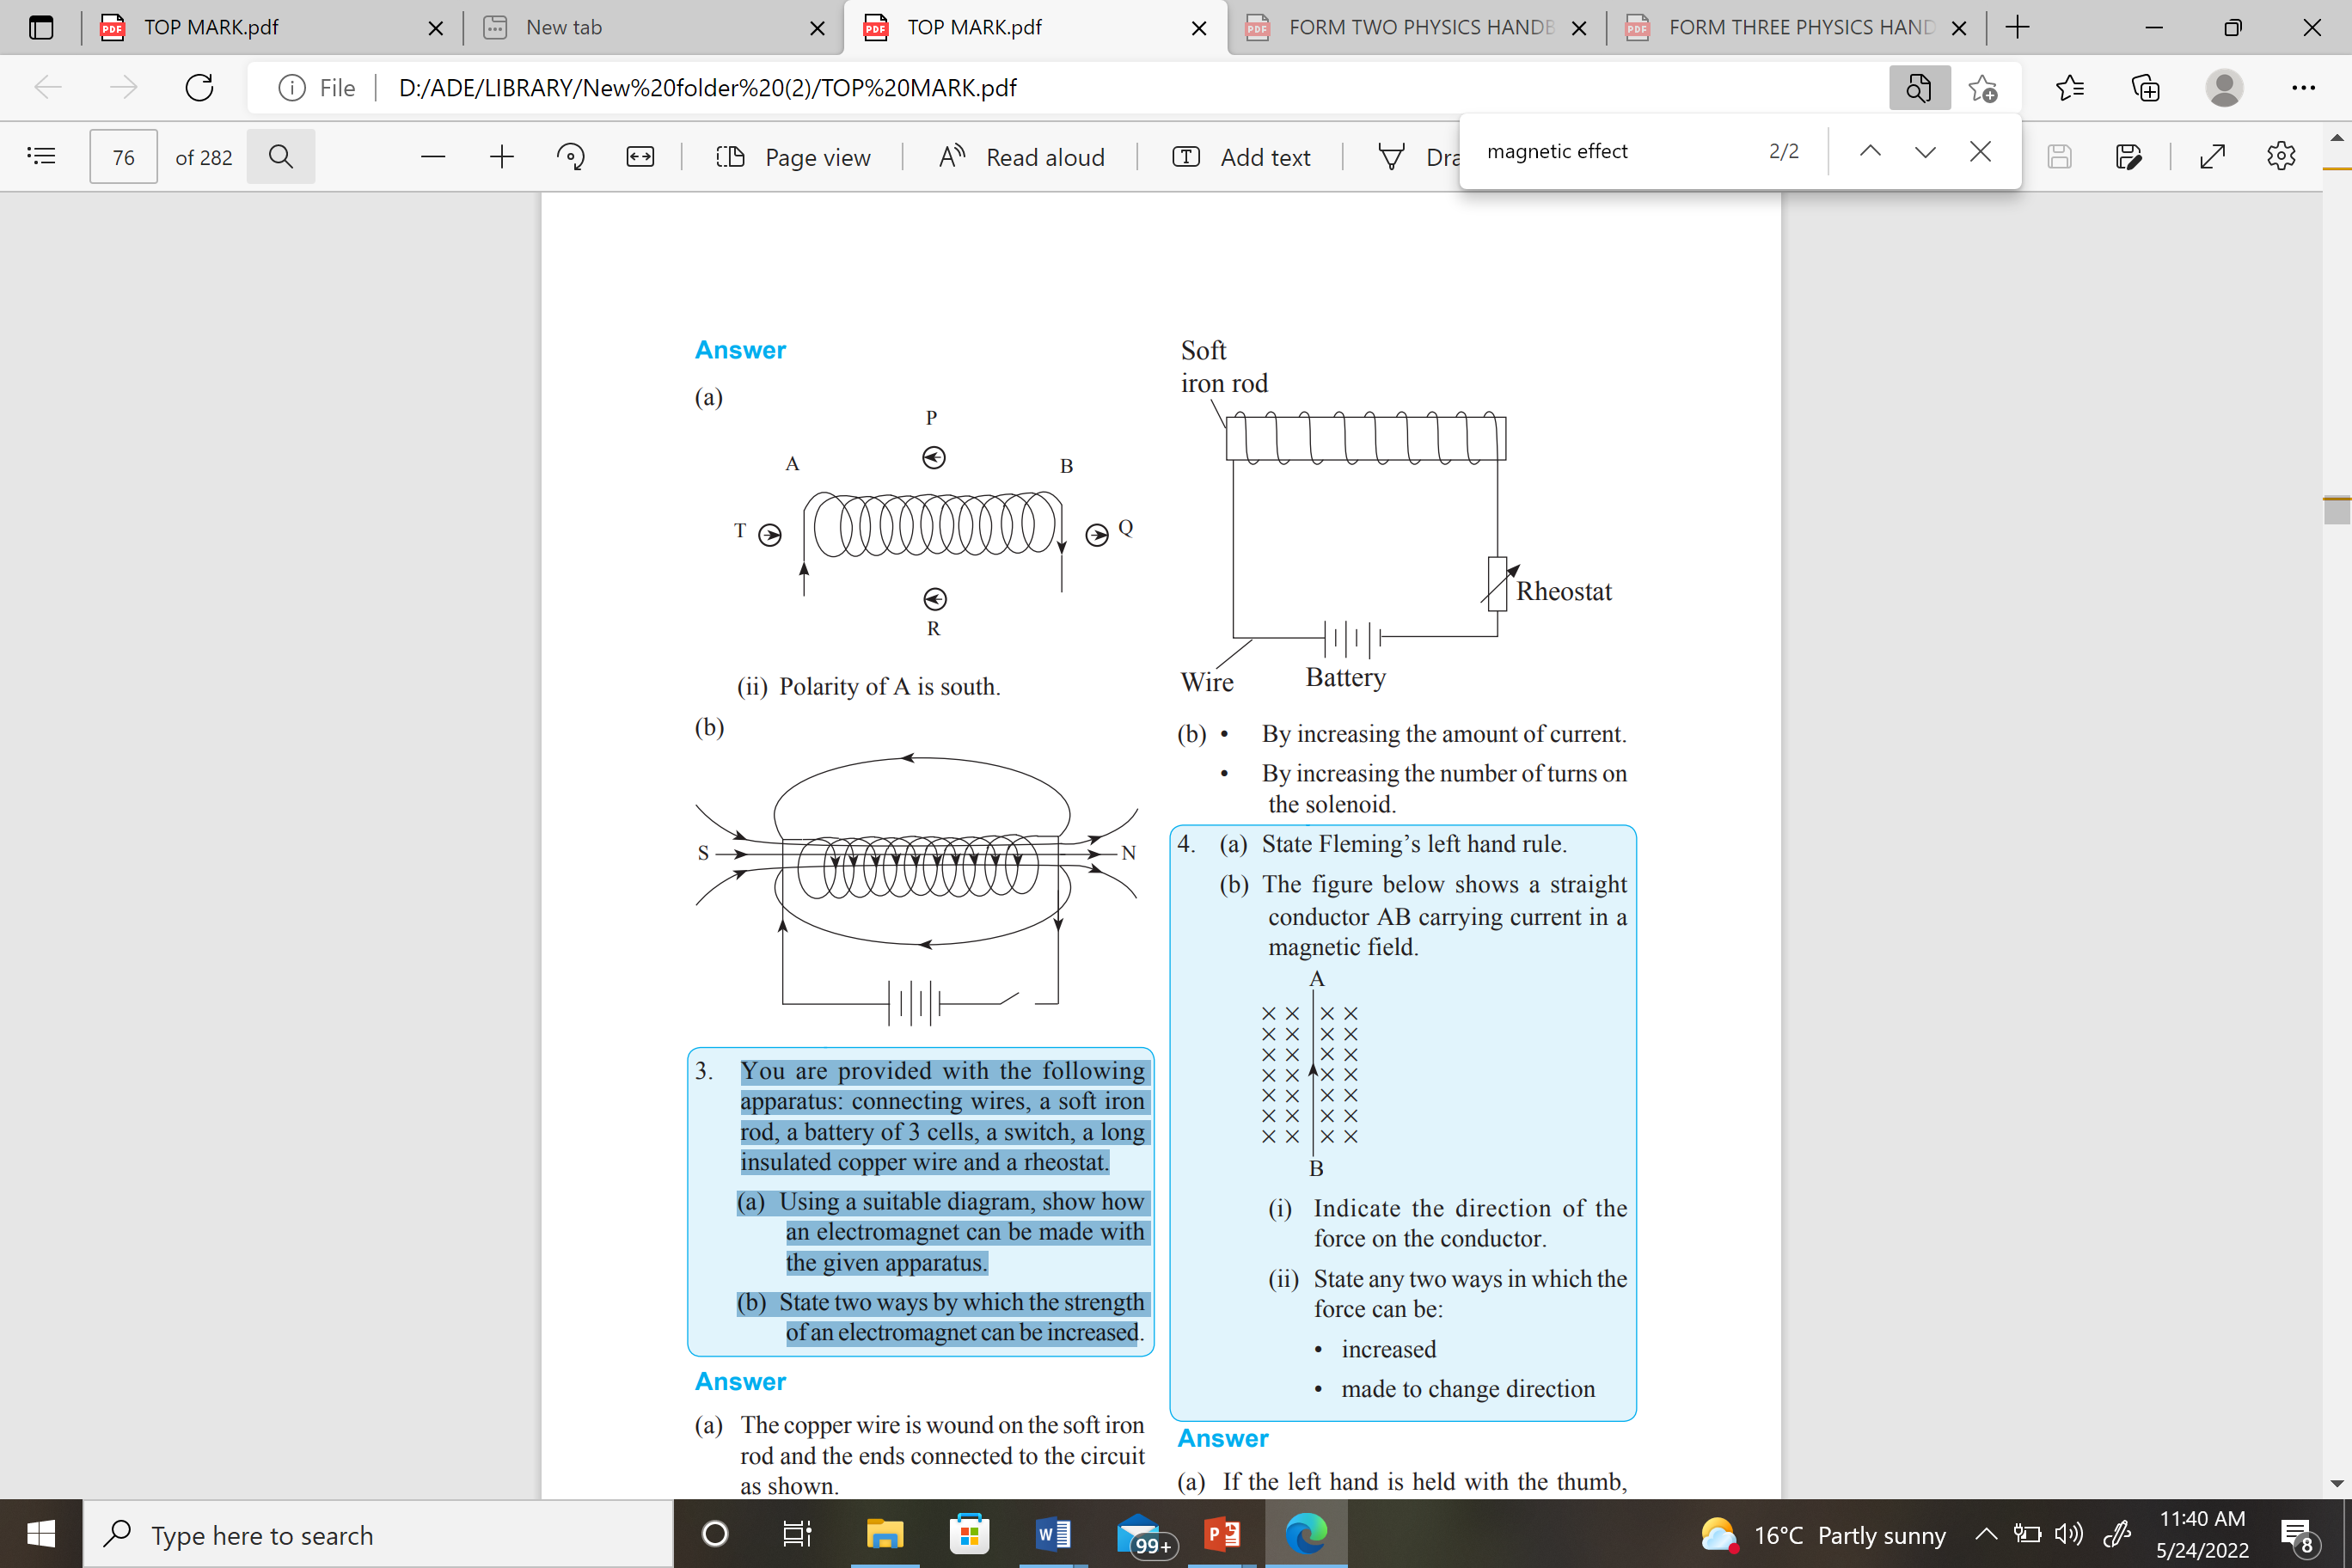 TOP MARK.pdf
New tab
TOP MARK.pdf
FORM TWO PHYSICS HANDB
FORM THREE PHYSICS HAND
File
D:/ADE/LIBRARY/New%20folder%20(2)/TOP%20MARK.pdf
76 of 282
Page view
Read aloud
Add text
Dra
magnetic effect 2/2
Answer
(a)
P
A
B
T
Q
R
(ii) Polarity of A is south.
(b)
S
N
3. You are provided with the following
apparatus: connecting wires, a soft iron
rod, a battery of 3 cells, a switch, a long
insulated copper wire and a rheostat.
(a) Using a suitable diagram, show how
an electromagnet can be made with
the given apparatus.
(b) State two ways by which the strength
of an electromagnet can be increased.
Answer
(a) The copper wire is wound on the soft iron
rod and the ends connected to the circuit
as shown.
Soft
iron rod
Rheostat
Wire
Battery
(b) • By increasing the amount of current.
• By increasing the number of turns on
the solenoid.
4. (a) State Fleming’s left hand rule.
(b) The figure below shows a straight
conductor AB carrying current in a
magnetic field.
A
B
(i) Indicate the direction of the
force on the conductor.
(ii) State any two ways in which the
force can be:
• increased
• made to change direction
Answer
(a) If the left hand is held with the thumb,
Type here to search
99+
16°C Partly sunny
11:40 AM
5/24/2022
8